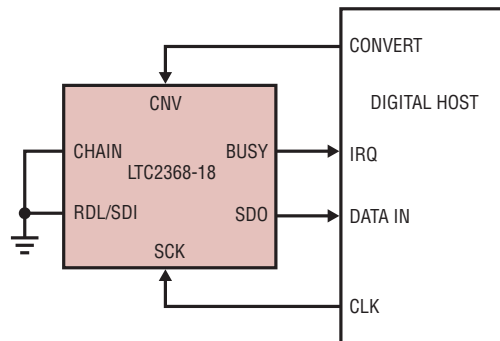 CONVERT
CNV
DIGITAL HOST
CHAIN
BUSY
IRQ
LTC2368-18
RDL/SDI
SDO
DATA IN
SCK
CLK